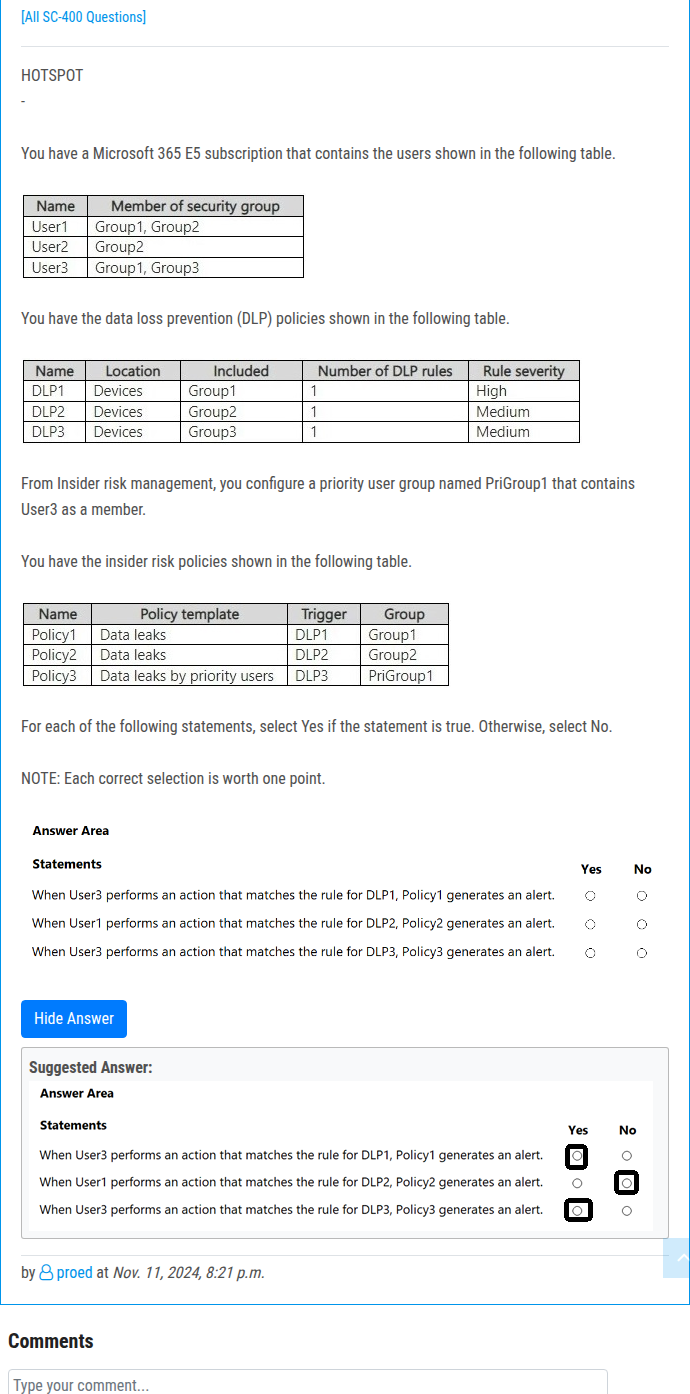 [All SC-400 Questions]
HOTSPOT
-
You have a Microsoft 365 E5 subscription that contains the users shown in the following table.
Name Member of security group
User1 Group1, Group2
User2 Group2
User3 Group1, Group3
You have the data loss prevention (DLP) policies shown in the following table.
Name Location Included Number of DLP rules Rule severity
DLP1 Devices Group1 1 High
DLP2 Devices Group2 1 Medium
DLP3 Devices Group3 1 Medium
From Insider risk management, you configure a priority user group named PriGroup1 that contains
User3 as a member.
You have the insider risk policies shown in the following table.
Name Policy template Trigger Group
Policy1 Data leaks DLP1 Group1
Policy2 Data leaks DLP2 Group2
Policy3 Data leaks by priority users DLP3 PriGroup1
For each of the following statements, select Yes if the statement is true. Otherwise, select No.
NOTE: Each correct selection is worth one point.
Answer Area
Statements Yes No
When User3 performs an action that matches the rule for DLP1, Policy1 generates an alert.
When User1 performs an action that matches the rule for DLP2, Policy2 generates an alert.
When User3 performs an action that matches the rule for DLP3, Policy3 generates an alert.
Hide Answer
Suggested Answer:
Answer Area
Statements Yes No
When User3 performs an action that matches the rule for DLP1, Policy1 generates an alert.
When User1 performs an action that matches the rule for DLP2, Policy2 generates an alert.
When User3 performs an action that matches the rule for DLP3, Policy3 generates an alert.
by proed at Nov. 11, 2024, 8:21 p.m.
Comments
Type your comment...